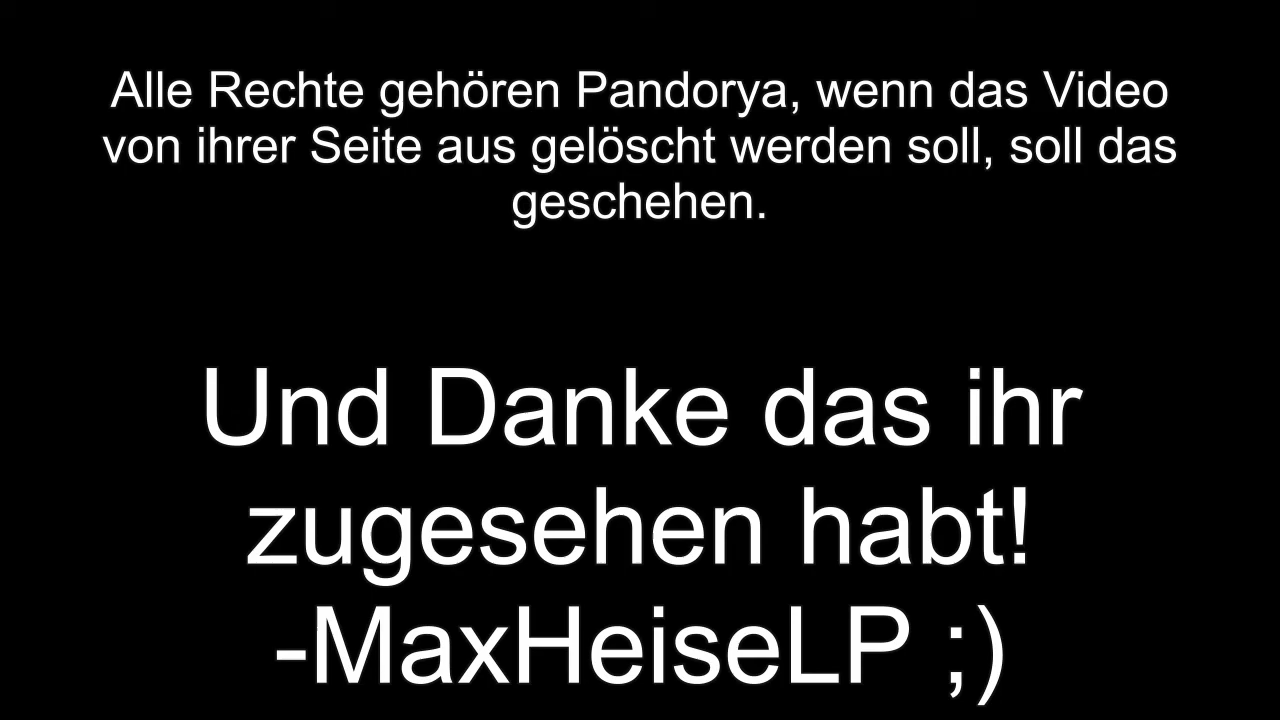 Alle Rechte gehören Pandorya, wenn das Video
von ihrer Seite aus gelöscht werden soll, soll das
geschehen.
Und Danke das ihr
zugesehen habt!
-MaxHeiseLP ;)